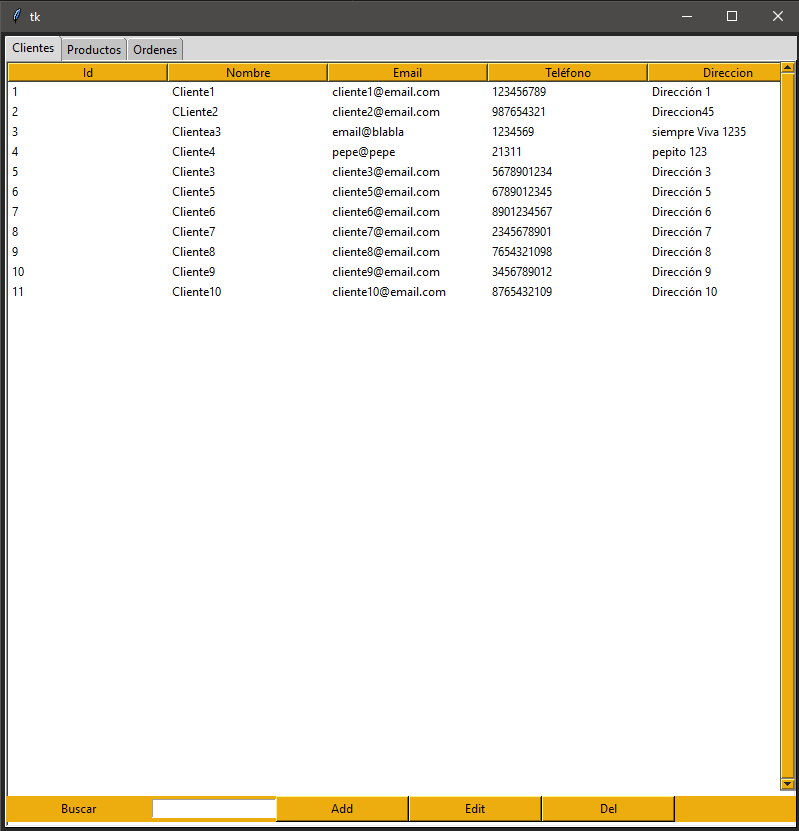 tk
Clientes Productos Ordenes
Id Nombre Email Teléfono Direccion
1 Cliente1 cliente1@email.com 123456789 Dirección 1
2 CLiente2 cliente2@email.com 987654321 Direccion45
3 Clientea3 email@blabla 1234569 siempre Viva 1235
4 Cliente4 pepe@pepe 21311 pepito 123
5 Cliente3 cliente3@email.com 5678901234 Dirección 3
6 Cliente5 cliente5@email.com 6789012345 Dirección 5
7 Cliente6 cliente6@email.com 8901234567 Dirección 6
8 Cliente7 cliente7@email.com 2345678901 Dirección 7
9 Cliente8 cliente8@email.com 7654321098 Dirección 8
10 Cliente9 cliente9@email.com 3456789012 Dirección 9
11 Cliente10 cliente10@email.com 8765432109 Dirección 10
Buscar Add Edit Del